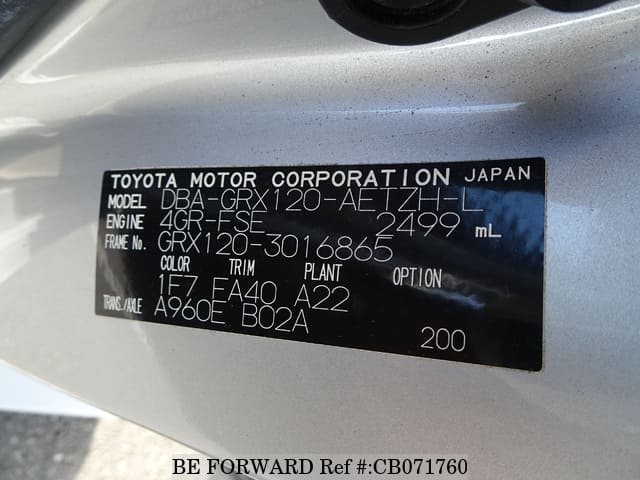 TOYOTA MOTOR CORPORATION JAPAN
MODEL DBA-GRX120-AETZH-L
ENGINE 4GR-FSE 2499 mL
FRAME No. GRX120-3016865
COLOR TRIM PLANT OPTION
1F7 EA40 A22
TRANS./AXLE A960E B02A
200
BE FORWARD Ref #:CB071760